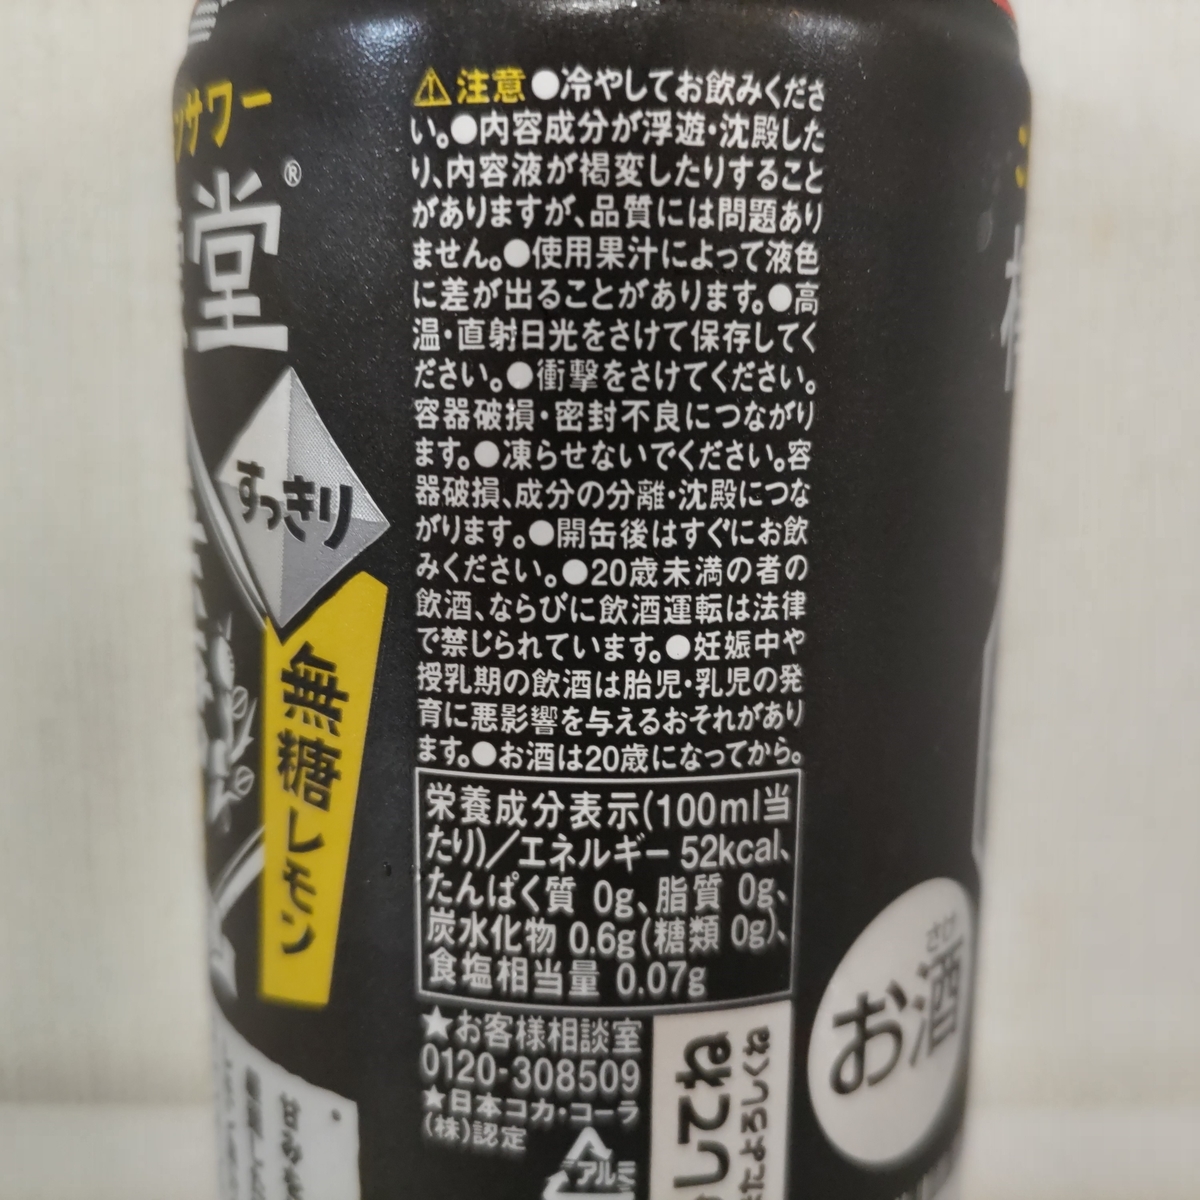 サワー
堂®
すっきり
無糖レモン
⚠注意●冷やしてお飲みくださ
い。●内容成分が浮遊・沈殿した
り、内容液が褐変したりすること
がありますが、品質には問題あり
ません。●使用果汁によって液色
に差が出ることがあります。●高
温・直射日光をさけて保存してく
ださい。●衝撃をさけてください。
容器破損・密封不良につながり
ます。●凍らせないでください。容
器破損、成分の分離・沈殿につな
がります。●開缶後はすぐにお飲
みください。●20歳未満の者の
飲酒、ならびに飲酒運転は法律
で禁じられています。●妊娠中や
授乳期の飲酒は胎児・乳児の発
育に悪影響を与えるおそれがあり
ます。●お酒は20歳になってから。
栄養成分表示(100ml当
たり)/エネルギー 52kcal、
たんぱく質 0g、脂質 0g、
炭水化物 0.6g(糖類 0g)、
食塩相当量 0.07g
★お客様相談室
0120-308509
★日本コカ・コーラ
(株)認定
アルミ
してね
たよろしくね
さけ
お酒
甘みを